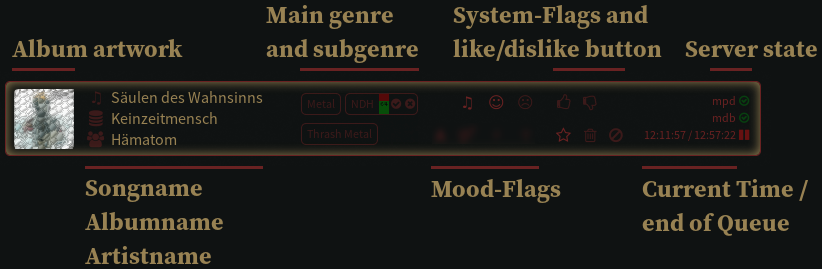 Main genre
and subgenre
System-Flags and
like/dislike button
Album artwork
Server state
Säulen des Wahnsinns
Keinzeitmensch
Hämatom
Metal
NDH
Thrash Metal
mpd
mdb
12:11:57 / 12:57:22
Songname
Albumname
Artistname
Mood-Flags
Current Time /
end of Queue